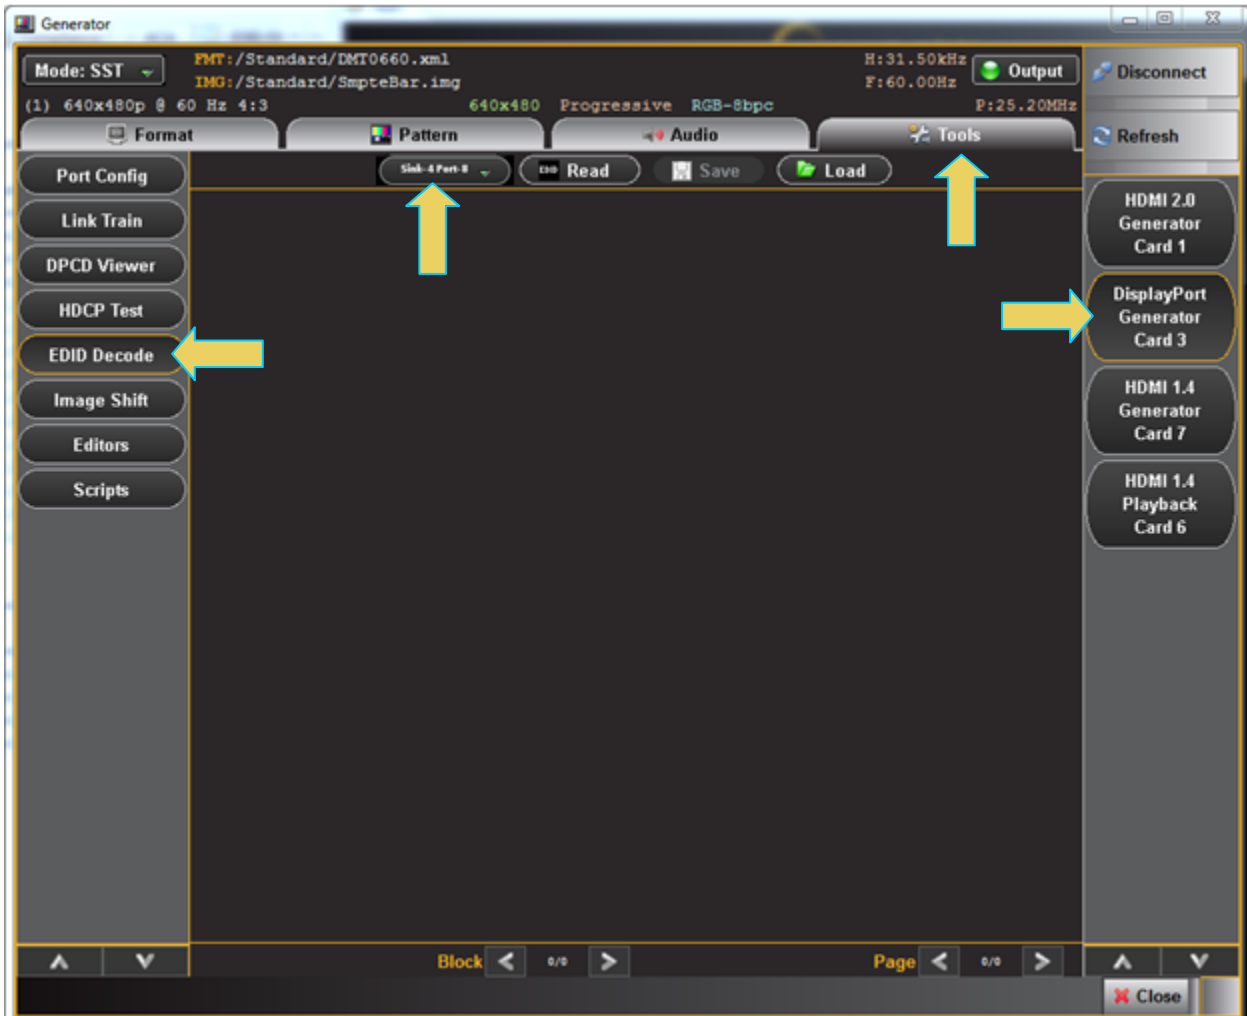 Generator
Mode: SST
FMT:/Standard/DMT0660.xml
IMG:/Standard/SmpteBar.img
H:31.50kHz
F:60.00Hz
Output
Disconnect
(1) 640x480p @ 60 Hz 4:3
640x480 Progressive RGB-8bpc
P:25.20MHz
Format
Pattern
Audio
Tools
Refresh
Port Config
Sink-4 Port-8
Read
Save
Load
Link Train
DPCD Viewer
HDCP Test
EDID Decode
Image Shift
Editors
Scripts
HDMI 2.0
Generator
Card 1
DisplayPort
Generator
Card 3
HDMI 1.4
Generator
Card 7
HDMI 1.4
Playback
Card 6
Block < 0/0 >
Page < 0/0 >
Close